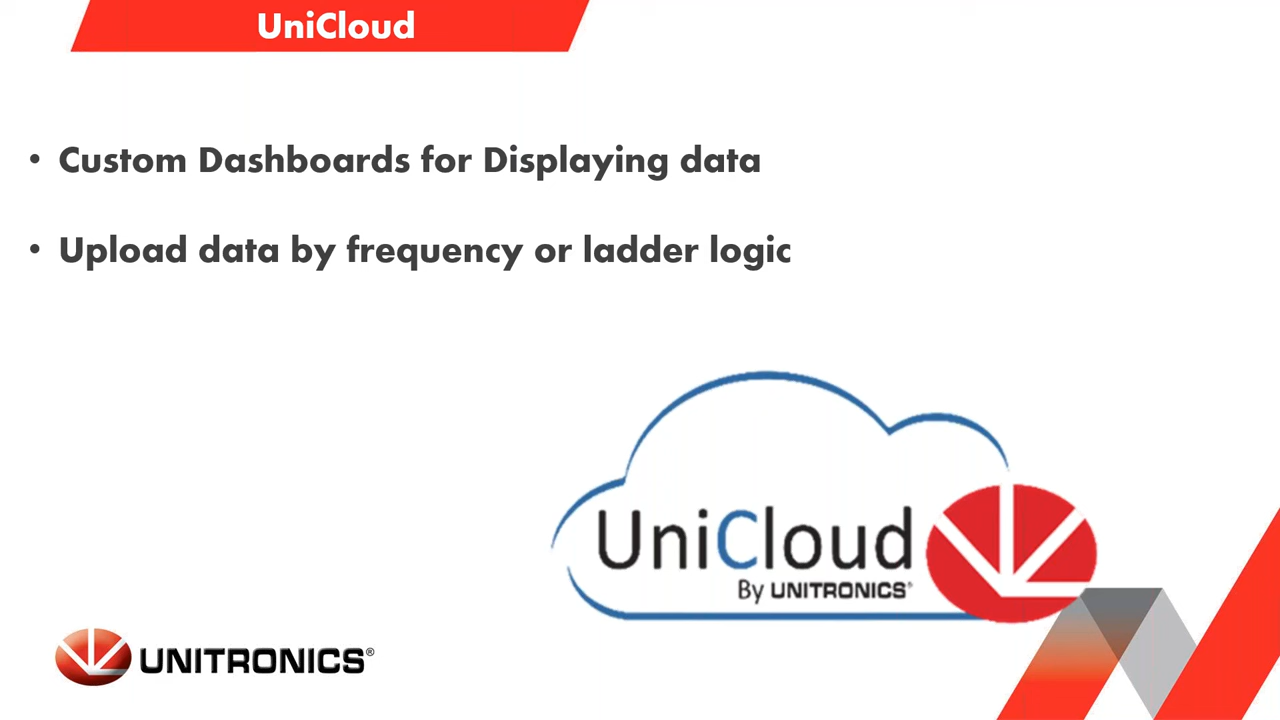 UniCloud
• Custom Dashboards for Displaying data
• Upload data by frequency or ladder logic
UniCloud
By UNITRONICS®
UNITRONICS®